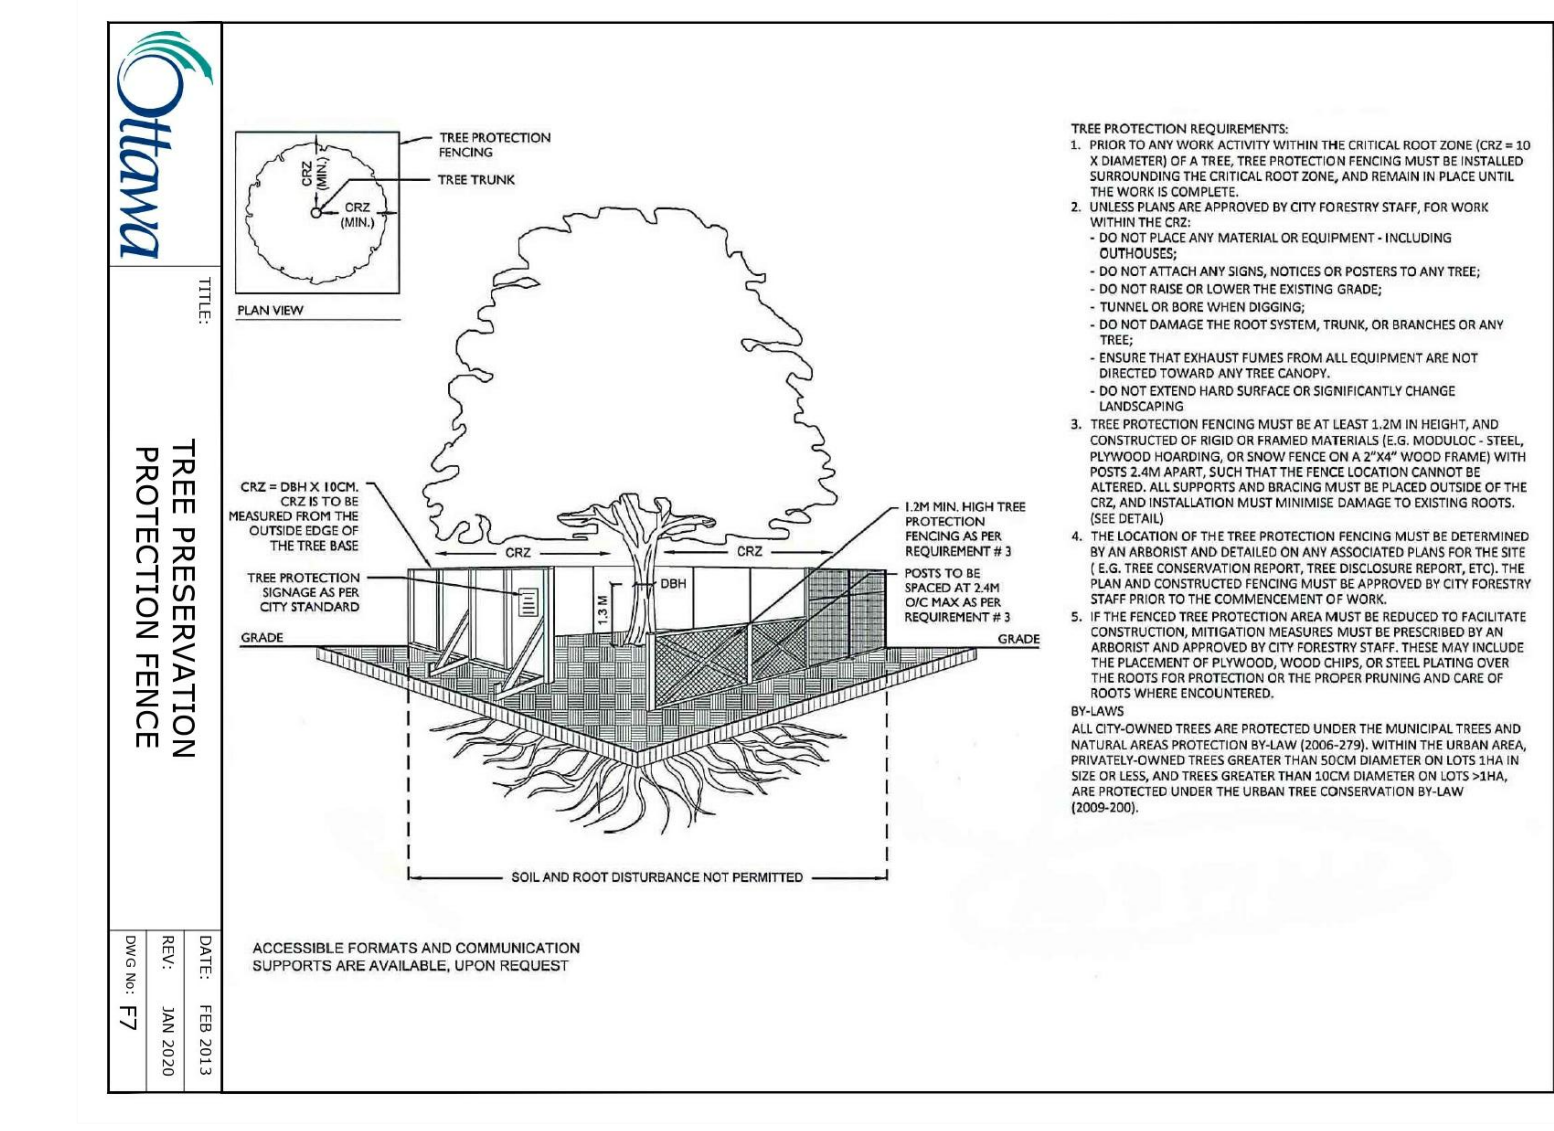 Ottawa
TITLE:
TREE PRESERVATION
PROTECTION FENCE
DATE: FEB 2013
REV: JAN 2020
DWG No: F7
TREE PROTECTION
FENCING
TREE TRUNK
CRZ
(MIN.)
CRZ
(MIN.)
PLAN VIEW
CRZ = DBH X 10CM.
CRZ IS TO BE
MEASURED FROM THE
OUTSIDE EDGE OF
THE TREE BASE
TREE PROTECTION
SIGNAGE AS PER
CITY STANDARD
GRADE
CRZ
CRZ
DBH
1.3 M
1.2M MIN. HIGH TREE
PROTECTION
FENCING AS PER
REQUIREMENT # 3
POSTS TO BE
SPACED AT 2.4M
O/C MAX AS PER
REQUIREMENT # 3
GRADE
SOIL AND ROOT DISTURBANCE NOT PERMITTED
ACCESSIBLE FORMATS AND COMMUNICATION
SUPPORTS ARE AVAILABLE, UPON REQUEST
TREE PROTECTION REQUIREMENTS:
1. PRIOR TO ANY WORK ACTIVITY WITHIN THE CRITICAL ROOT ZONE (CRZ = 10
X DIAMETER) OF A TREE, TREE PROTECTION FENCING MUST BE INSTALLED
SURROUNDING THE CRITICAL ROOT ZONE, AND REMAIN IN PLACE UNTIL
THE WORK IS COMPLETE.
2. UNLESS PLANS ARE APPROVED BY CITY FORESTRY STAFF, FOR WORK
WITHIN THE CRZ:
- DO NOT PLACE ANY MATERIAL OR EQUIPMENT - INCLUDING
OUTHOUSES;
- DO NOT ATTACH ANY SIGNS, NOTICES OR POSTERS TO ANY TREE;
- DO NOT RAISE OR LOWER THE EXISTING GRADE;
- TUNNEL OR BORE WHEN DIGGING;
- DO NOT DAMAGE THE ROOT SYSTEM, TRUNK, OR BRANCHES OR ANY
TREE;
- ENSURE THAT EXHAUST FUMES FROM ALL EQUIPMENT ARE NOT
DIRECTED TOWARD ANY TREE CANOPY.
- DO NOT EXTEND HARD SURFACE OR SIGNIFICANTLY CHANGE
LANDSCAPING
3. TREE PROTECTION FENCING MUST BE AT LEAST 1.2M IN HEIGHT, AND
CONSTRUCTED OF RIGID OR FRAMED MATERIALS (E.G. MODULOC - STEEL,
PLYWOOD HOARDING, OR SNOW FENCE ON A 2"X4" WOOD FRAME) WITH
POSTS 2.4M APART, SUCH THAT THE FENCE LOCATION CANNOT BE
ALTERED. ALL SUPPORTS AND BRACING MUST BE PLACED OUTSIDE OF THE
CRZ, AND INSTALLATION MUST MINIMISE DAMAGE TO EXISTING ROOTS.
(SEE DETAIL)
4. THE LOCATION OF THE TREE PROTECTION FENCING MUST BE DETERMINED
BY AN ARBORIST AND DETAILED ON ANY ASSOCIATED PLANS FOR THE SITE
( E.G. TREE CONSERVATION REPORT, TREE DISCLOSURE REPORT, ETC). THE
PLAN AND CONSTRUCTED FENCING MUST BE APPROVED BY CITY FORESTRY
STAFF PRIOR TO THE COMMENCEMENT OF WORK.
5. IF THE FENCED TREE PROTECTION AREA MUST BE REDUCED TO FACILITATE
CONSTRUCTION, MITIGATION MEASURES MUST BE PRESCRIBED BY AN
ARBORIST AND APPROVED BY CITY FORESTRY STAFF. THESE MAY INCLUDE
THE PLACEMENT OF PLYWOOD, WOOD CHIPS, OR STEEL PLATING OVER
THE ROOTS FOR PROTECTION OR THE PROPER PRUNING AND CARE OF
ROOTS WHERE ENCOUNTERED.
BY-LAWS
ALL CITY-OWNED TREES ARE PROTECTED UNDER THE MUNICIPAL TREES AND
NATURAL AREAS PROTECTION BY-LAW (2006-279). WITHIN THE URBAN AREA,
PRIVATELY-OWNED TREES GREATER THAN 50CM DIAMETER ON LOTS 1HA IN
SIZE OR LESS, AND TREES GREATER THAN 10CM DIAMETER ON LOTS >1HA,
ARE PROTECTED UNDER THE URBAN TREE CONSERVATION BY-LAW
(2009-200).